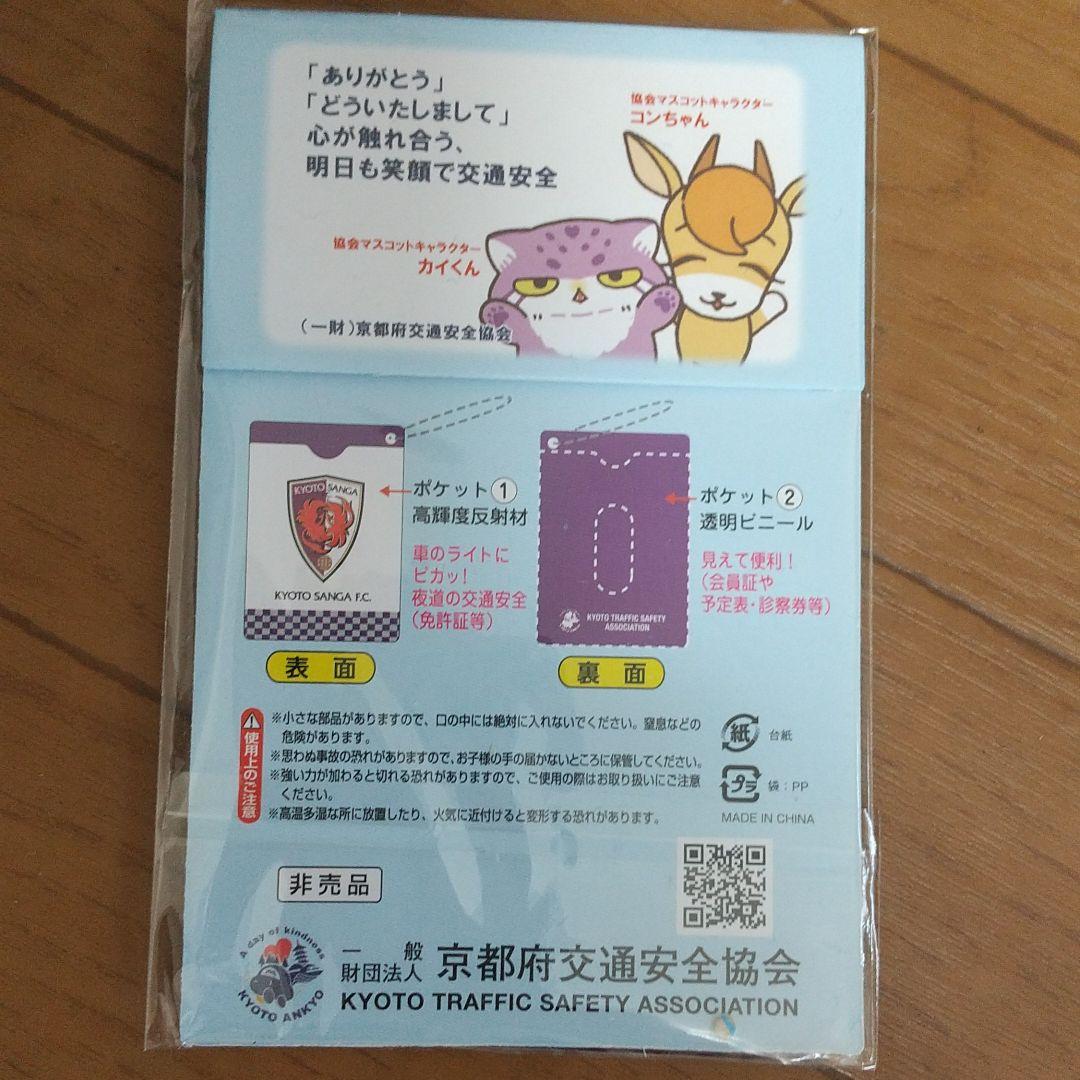 「ありがとう」
「どういたしまして」
心が触れ合う、
明日も笑顔で交通安全
協会マスコットキャラクター
コンちゃん
協会マスコットキャラクター
カイくん
(一財)京都府交通安全協会
KYOTO SANGA
KYOTO SANGA F.C.
ポケット①
高輝度反射材
車のライトに
ピカッ!
夜道の交通安全
(免許証等)
表 面
KYOTO TRAFFIC SAFETY
ASSOCIATION
ポケット②
透明ビニール
見えて便利!
(会員証や
予定表・診察券等)
裏 面
使用上のご注意
※小さな部品がありますので、口の中には絶対に入れないでください。窒息などの
危険があります。
※思わぬ事故の恐れがありますので、お子様の手の届かないところに保管してください。
※強い力が加わると切れる恐れがありますので、ご使用の際はお取り扱いにご注意
ください。
※高温多湿な所に放置したり、火気に近付けると変形する恐れがあります。
紙 台紙
プラ 袋:PP
MADE IN CHINA
非売品
A day of kindness
KYOTO ANKYO
一般
財団法人
京都府交通安全協会
KYOTO TRAFFIC SAFETY ASSOCIATION